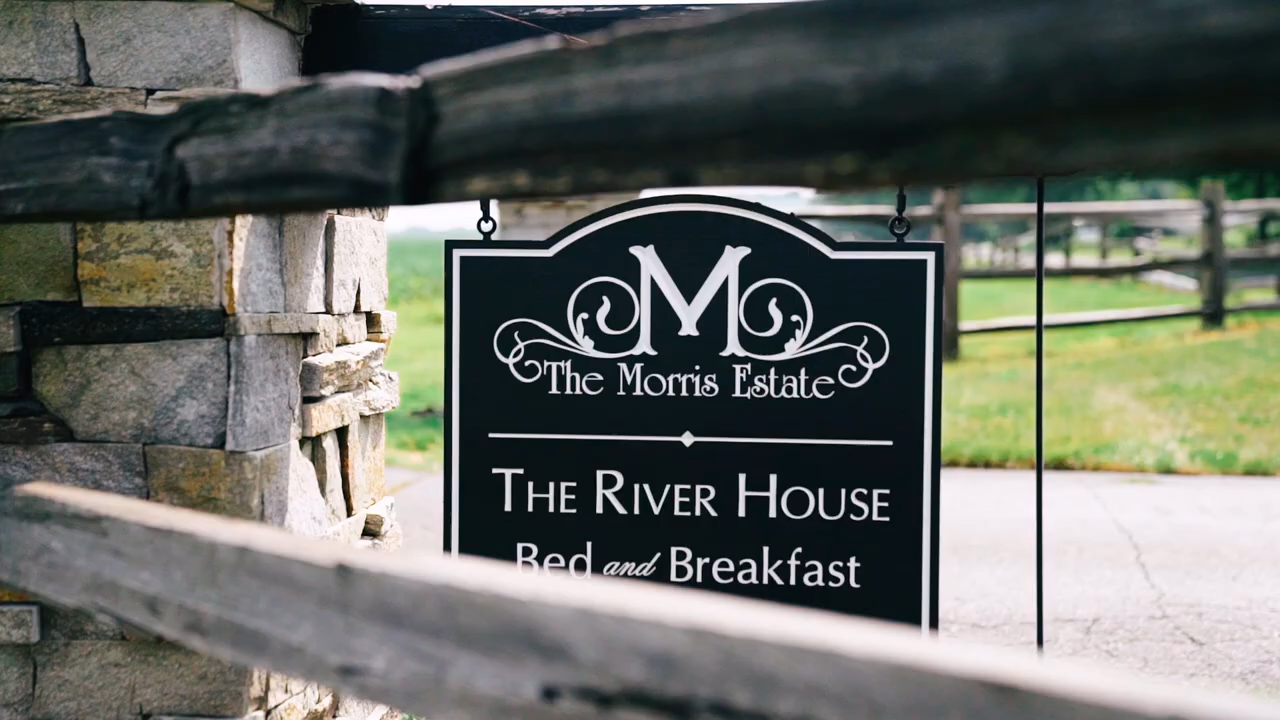 M
The Morris Estate
THE RIVER HOUSE
Bed and Breakfast